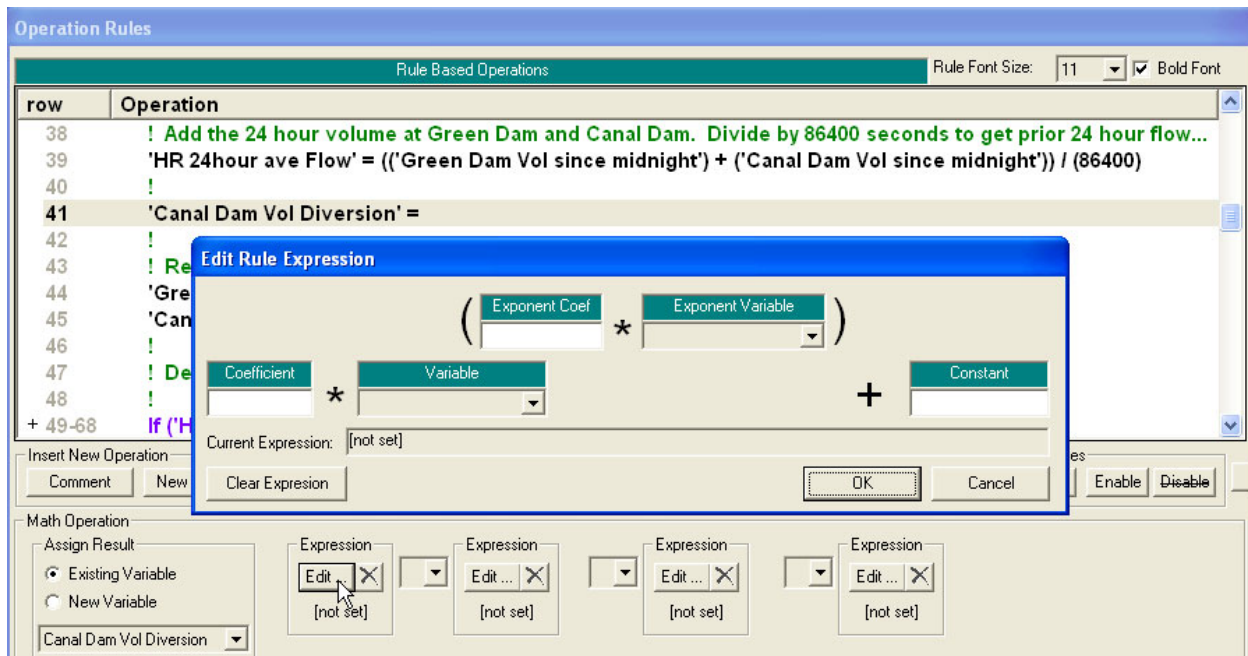 Operation Rules
Rule Based Operations Rule Font Size: 11 Bold Font
row Operation
38 ! Add the 24 hour volume at Green Dam and Canal Dam. Divide by 86400 seconds to get prior 24 hour flow...
39 'HR 24hour ave Flow' = (('Green Dam Vol since midnight') + ('Canal Dam Vol since midnight')) / (86400)
40 !
41 'Canal Dam Vol Diversion' =
42 !
43 ! Re
44 'Gre
45 'Can
46 !
47 ! De
48 !
+ 49-68 If ('H
Edit Rule Expression
( Exponent Coef * Exponent Variable )
Coefficient * Variable + Constant
Current Expression: [not set]
Clear Expresion OK Cancel
Insert New Operation es
Comment New Enable Disable
Math Operation
Assign Result Expression Expression Expression Expression
Existing Variable Edit ... Edit ... Edit ... Edit ...
New Variable [not set] [not set] [not set] [not set]
Canal Dam Vol Diversion